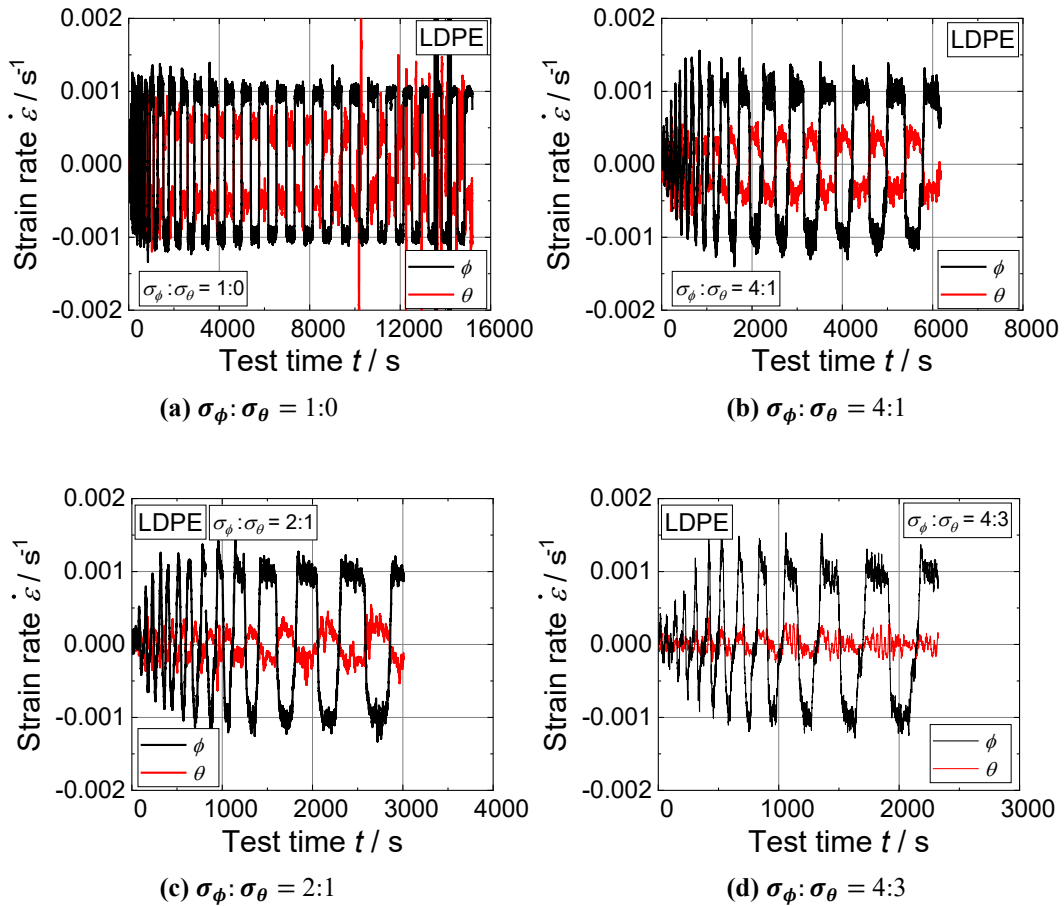 0.002
0.001
0.000
-0.001
-0.002
Strain rate ε̇ / s⁻¹
LDPE
σϕ : σθ = 1:0
ϕ
θ
0 4000 8000 12000 16000
Test time t / s
(a) σϕ: σθ = 1:0
0.002
0.001
0.000
-0.001
-0.002
Strain rate ε̇ / s⁻¹
LDPE
σϕ : σθ = 4:1
ϕ
θ
0 2000 4000 6000 8000
Test time t / s
(b) σϕ: σθ = 4:1
0.002
0.001
0.000
-0.001
-0.002
Strain rate ε̇ / s⁻¹
LDPE
σϕ : σθ = 2:1
ϕ
θ
0 1000 2000 3000 4000
Test time t / s
(c) σϕ: σθ = 2:1
0.002
0.001
0.000
-0.001
-0.002
Strain rate ε̇ / s⁻¹
LDPE
σϕ : σθ = 4:3
ϕ
θ
0 1000 2000 3000
Test time t / s
(d) σϕ: σθ = 4:3